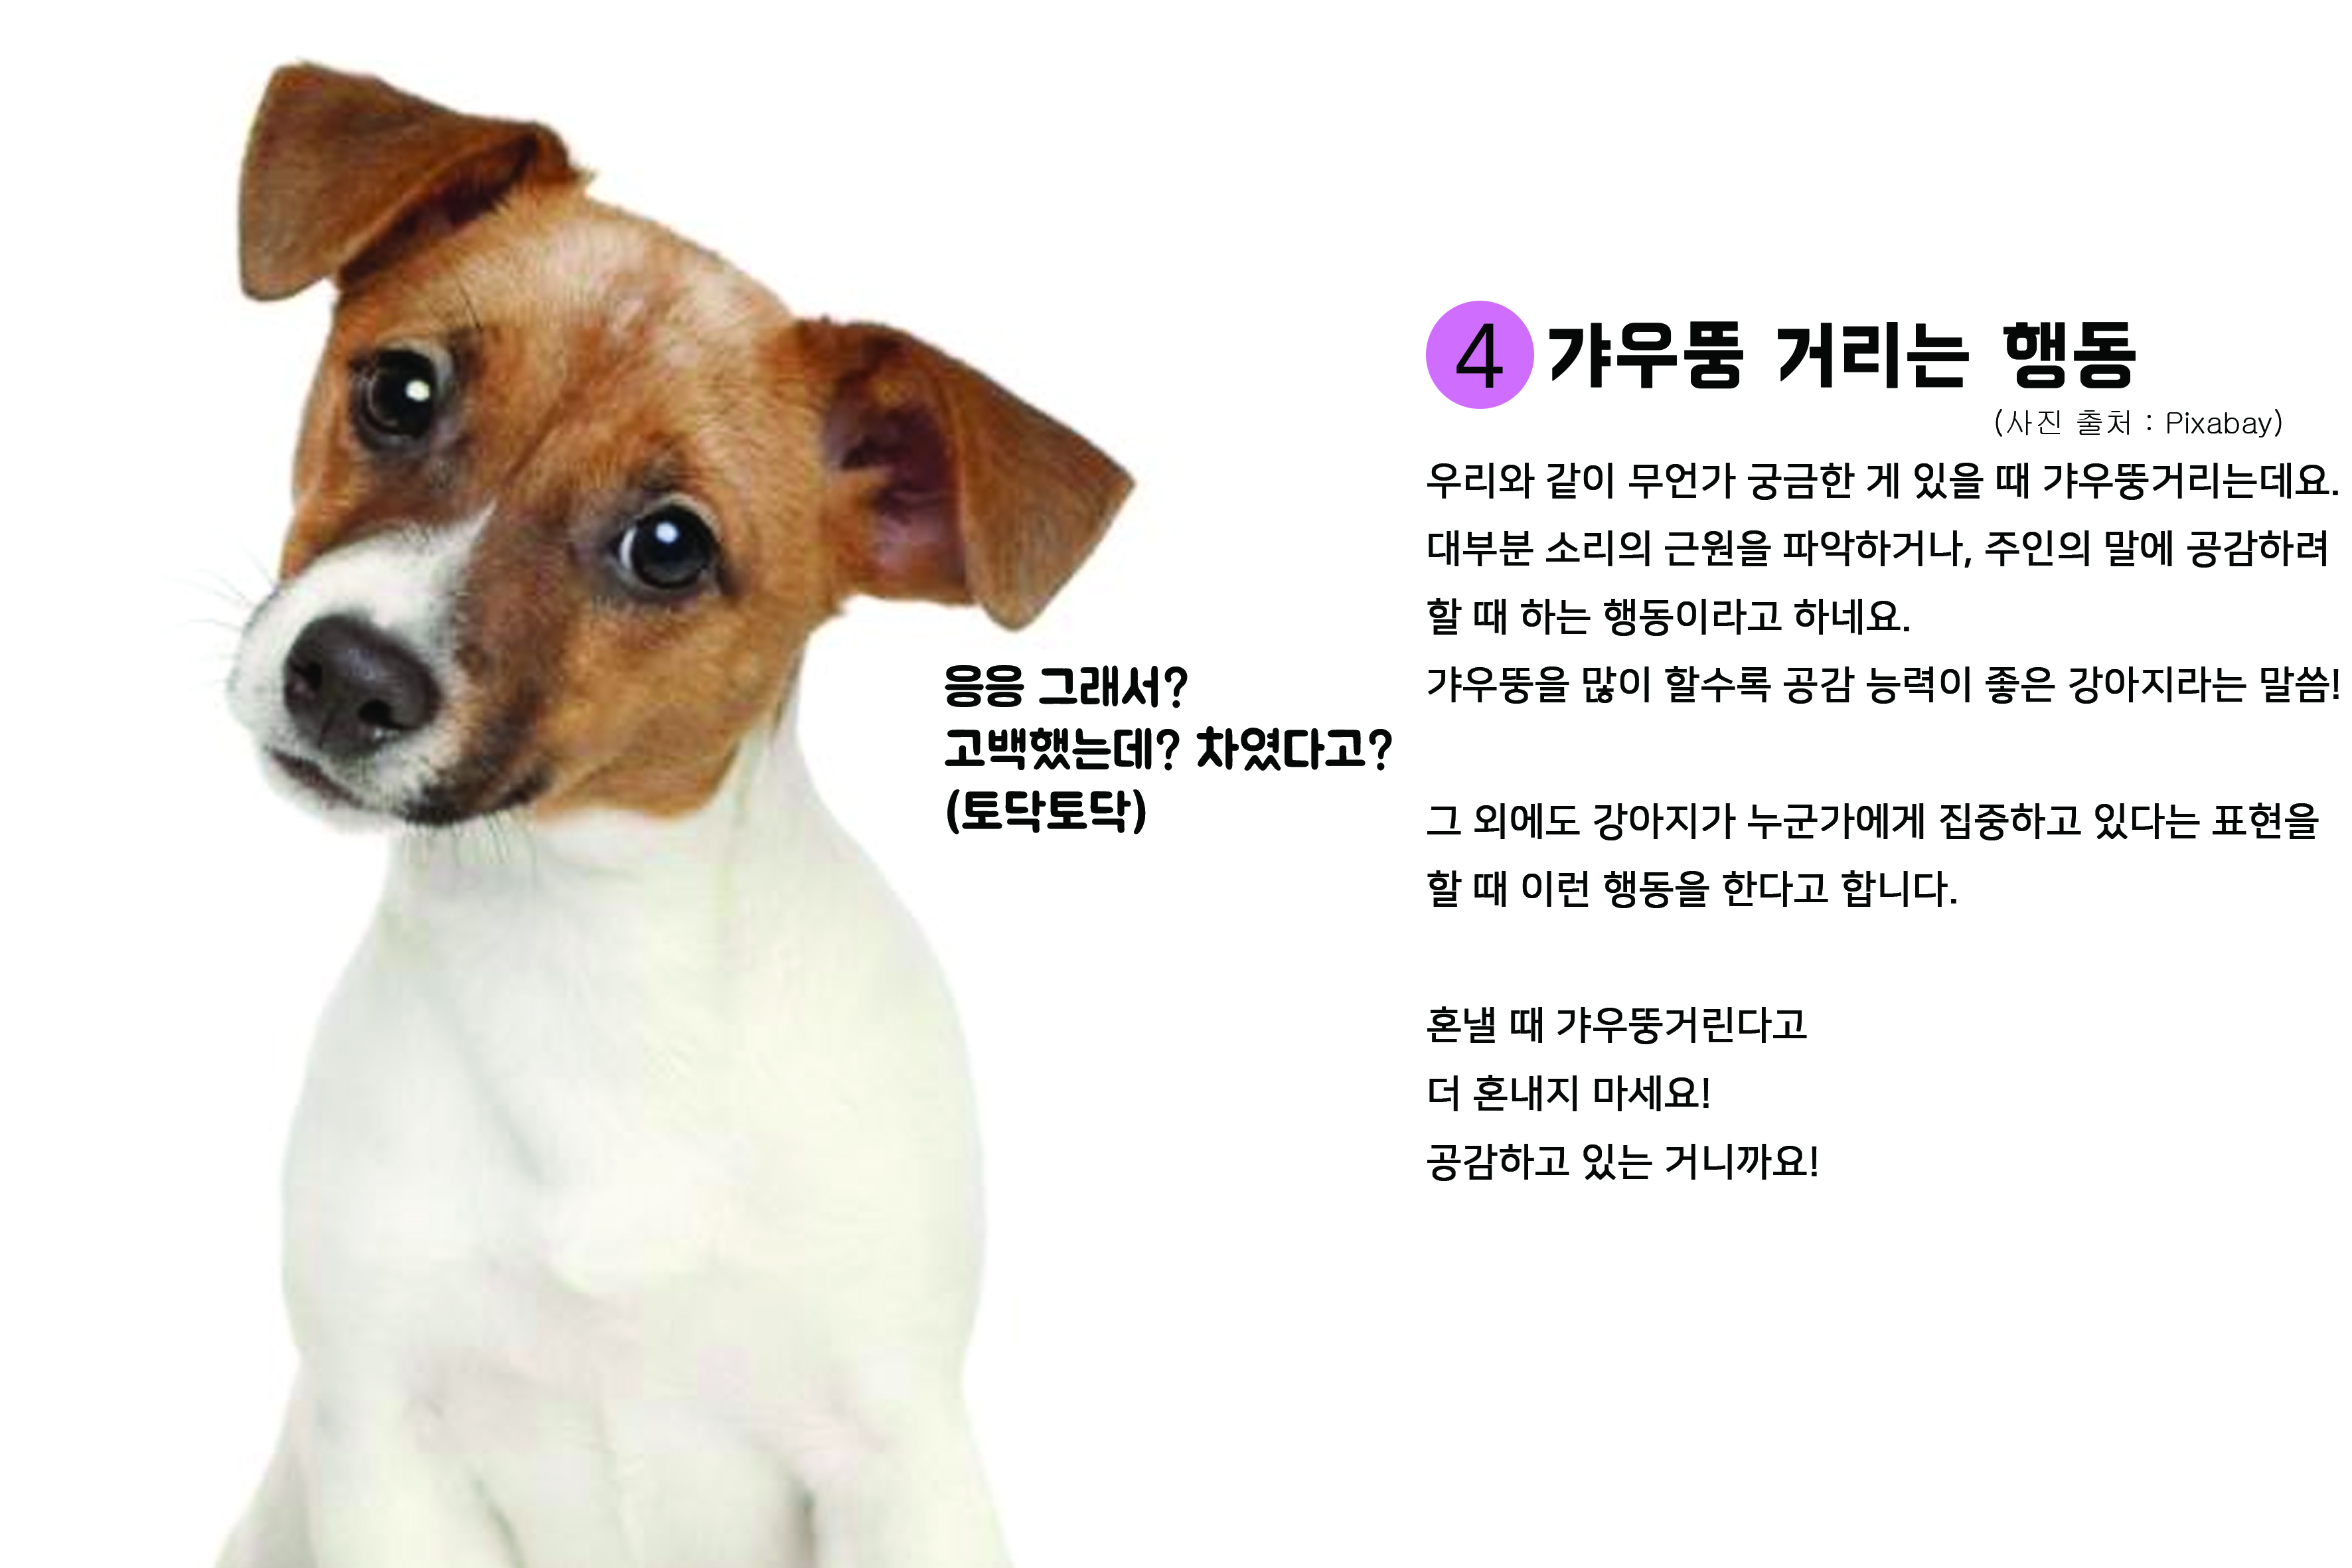 응응 그래서?
고백했는데? 차였다고?
(토닥토닥)
4 갸우뚱 거리는 행동
(사진 출처 : Pixabay)
우리와 같이 무언가 궁금한 게 있을 때 갸우뚱거리는데요.
대부분 소리의 근원을 파악하거나, 주인의 말에 공감하려
할 때 하는 행동이라고 하네요.
갸우뚱을 많이 할수록 공감 능력이 좋은 강아지라는 말씀!
그 외에도 강아지가 누군가에게 집중하고 있다는 표현을
할 때 이런 행동을 한다고 합니다.
혼낼 때 갸우뚱거린다고
더 혼내지 마세요!
공감하고 있는 거니까요!